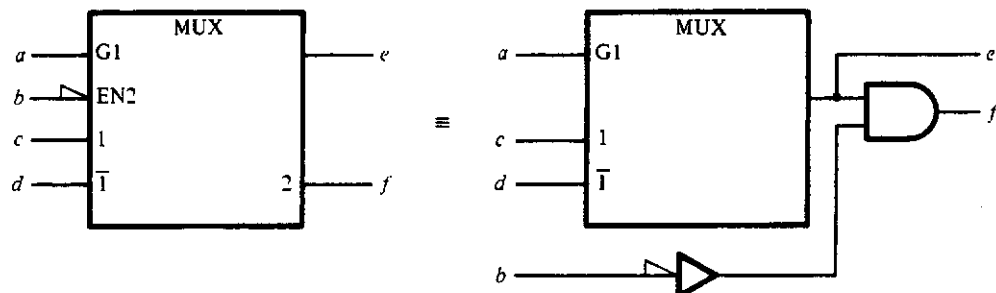 MUX
a G1 e
b EN2
c 1
d 1̅ 2 f
≡
MUX
a G1 e
f
c 1
d 1̅
b